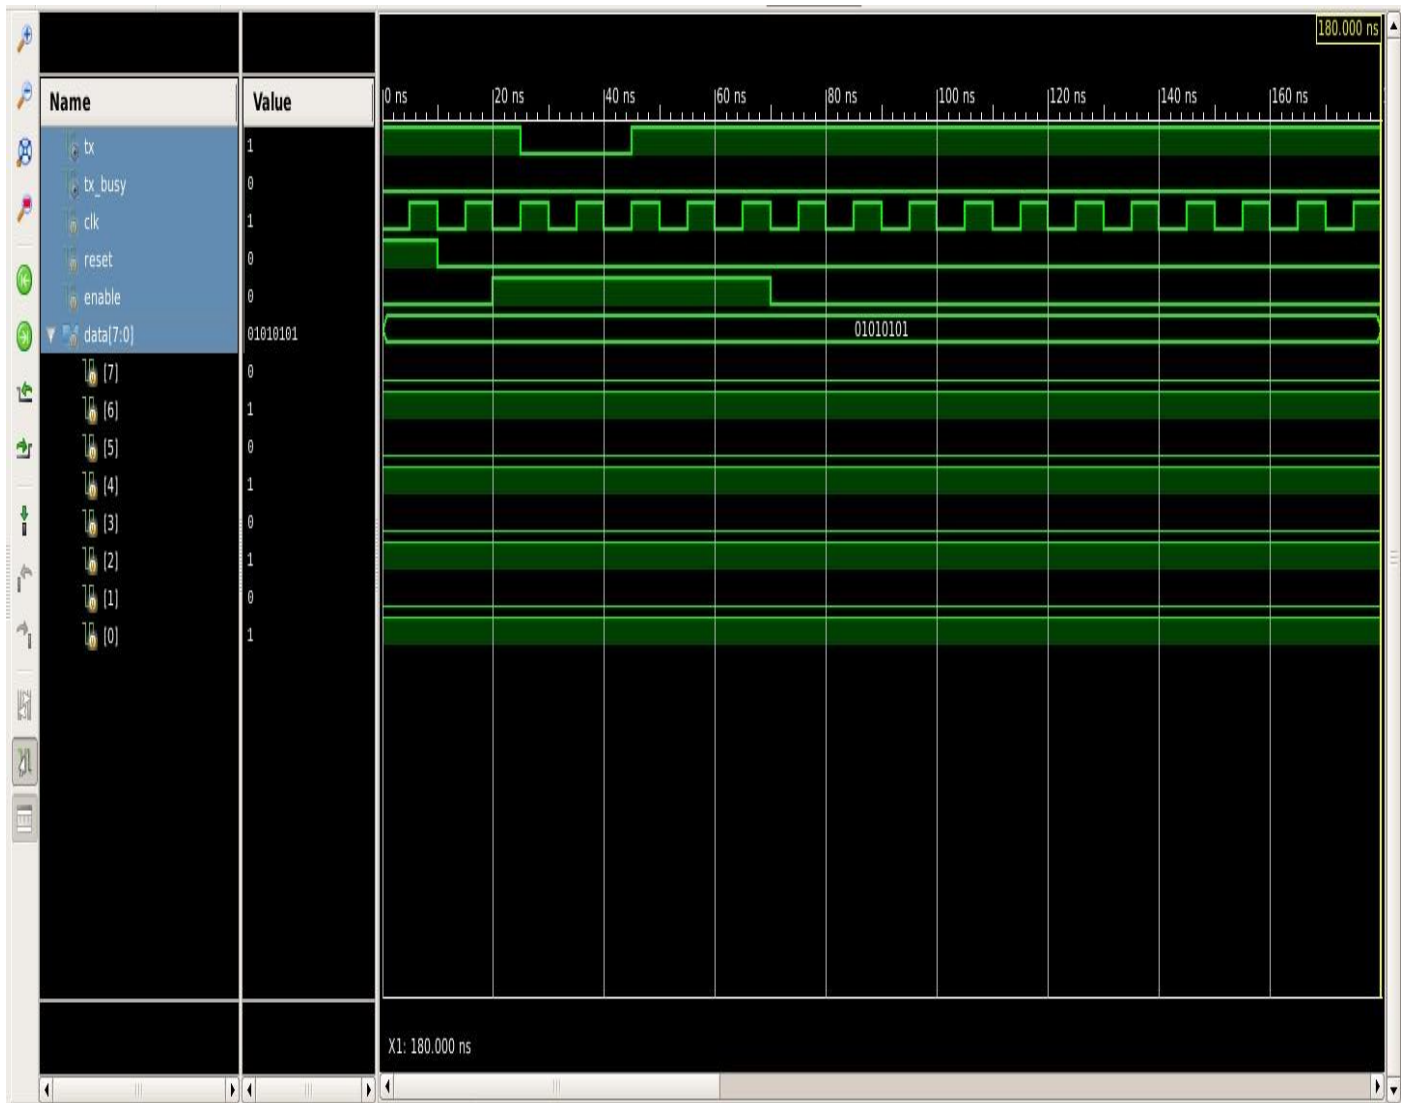 180.000 ns
Name Value
0 ns 20 ns 40 ns 60 ns 80 ns 100 ns 120 ns 140 ns 160 ns
tx 1
tx_busy 0
clk 1
reset 0
enable 0
data[7:0] 01010101 01010101
[7] 0
[6] 1
[5] 0
[4] 1
[3] 0
[2] 1
[1] 0
[0] 1
X1: 180.000 ns